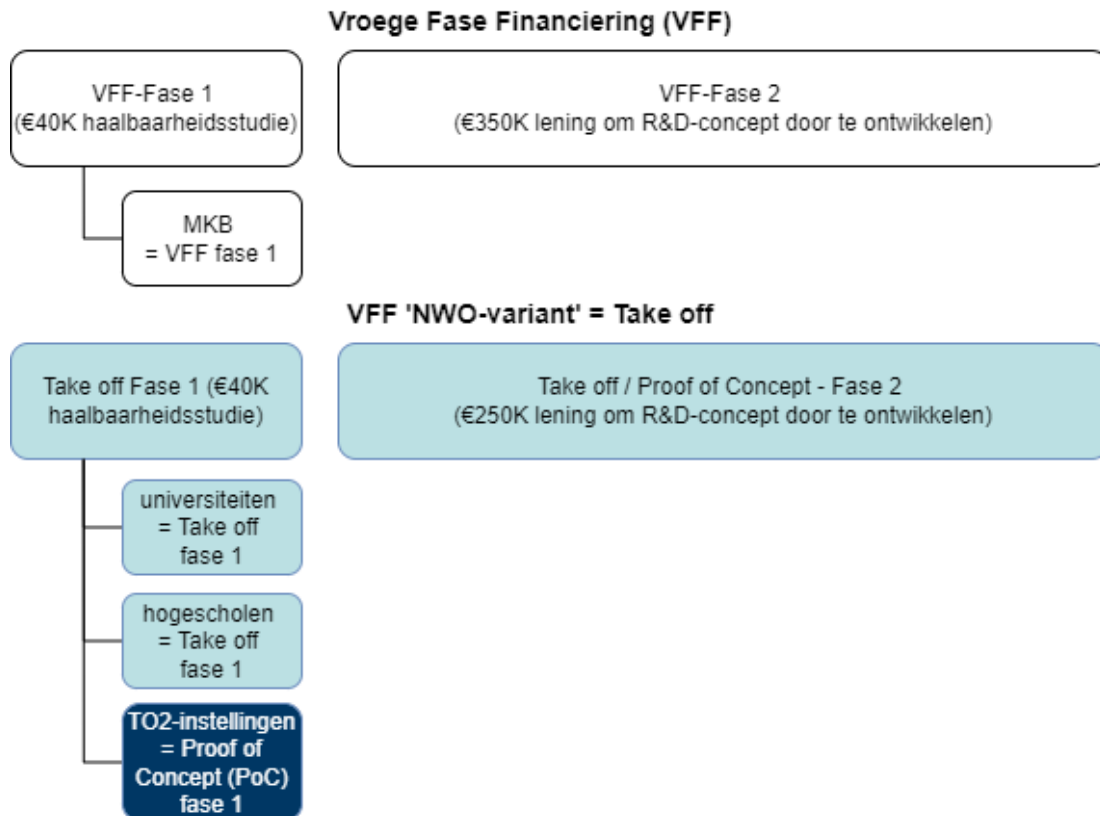 Vroege Fase Financiering (VFF)
VFF-Fase 1
(€40K haalbaarheidsstudie)
VFF-Fase 2
(€350K lening om R&D-concept door te ontwikkelen)
MKB
= VFF fase 1
VFF 'NWO-variant' = Take off
Take off Fase 1 (€40K
haalbaarheidsstudie)
Take off / Proof of Concept - Fase 2
(€250K lening om R&D-concept door te ontwikkelen)
universiteiten
= Take off
fase 1
hogescholen
= Take off
fase 1
TO2-instellingen
= Proof of
Concept (PoC)
fase 1